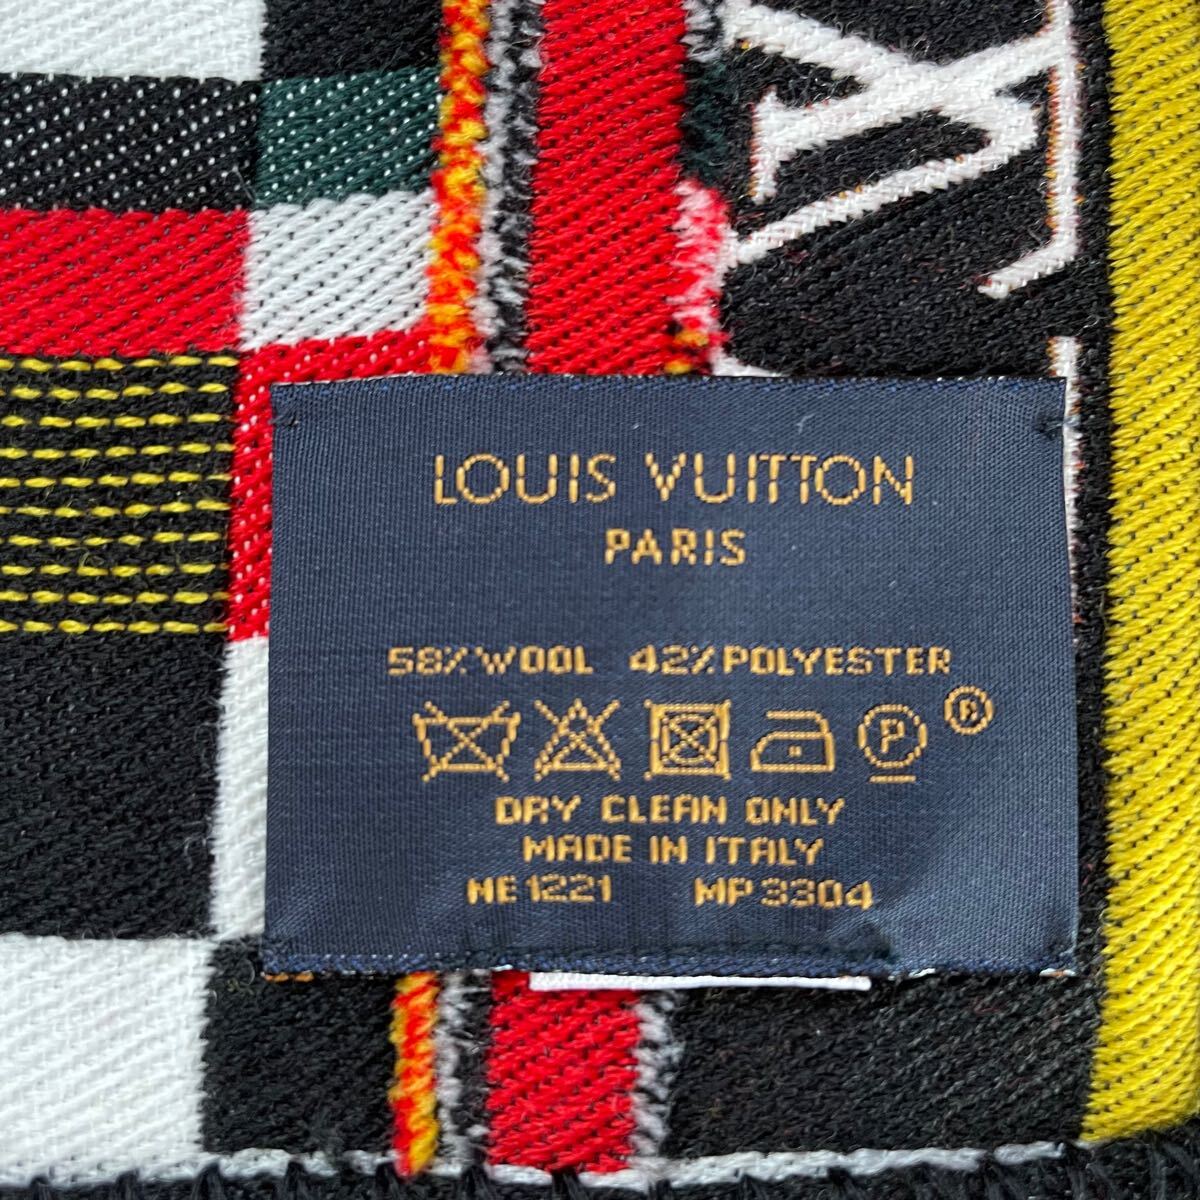 LOUIS VUITTON
PARIS
58% WOOL 42% POLYESTER
P ®
DRY CLEAN ONLY
MADE IN ITALY
NE1221 MP3304